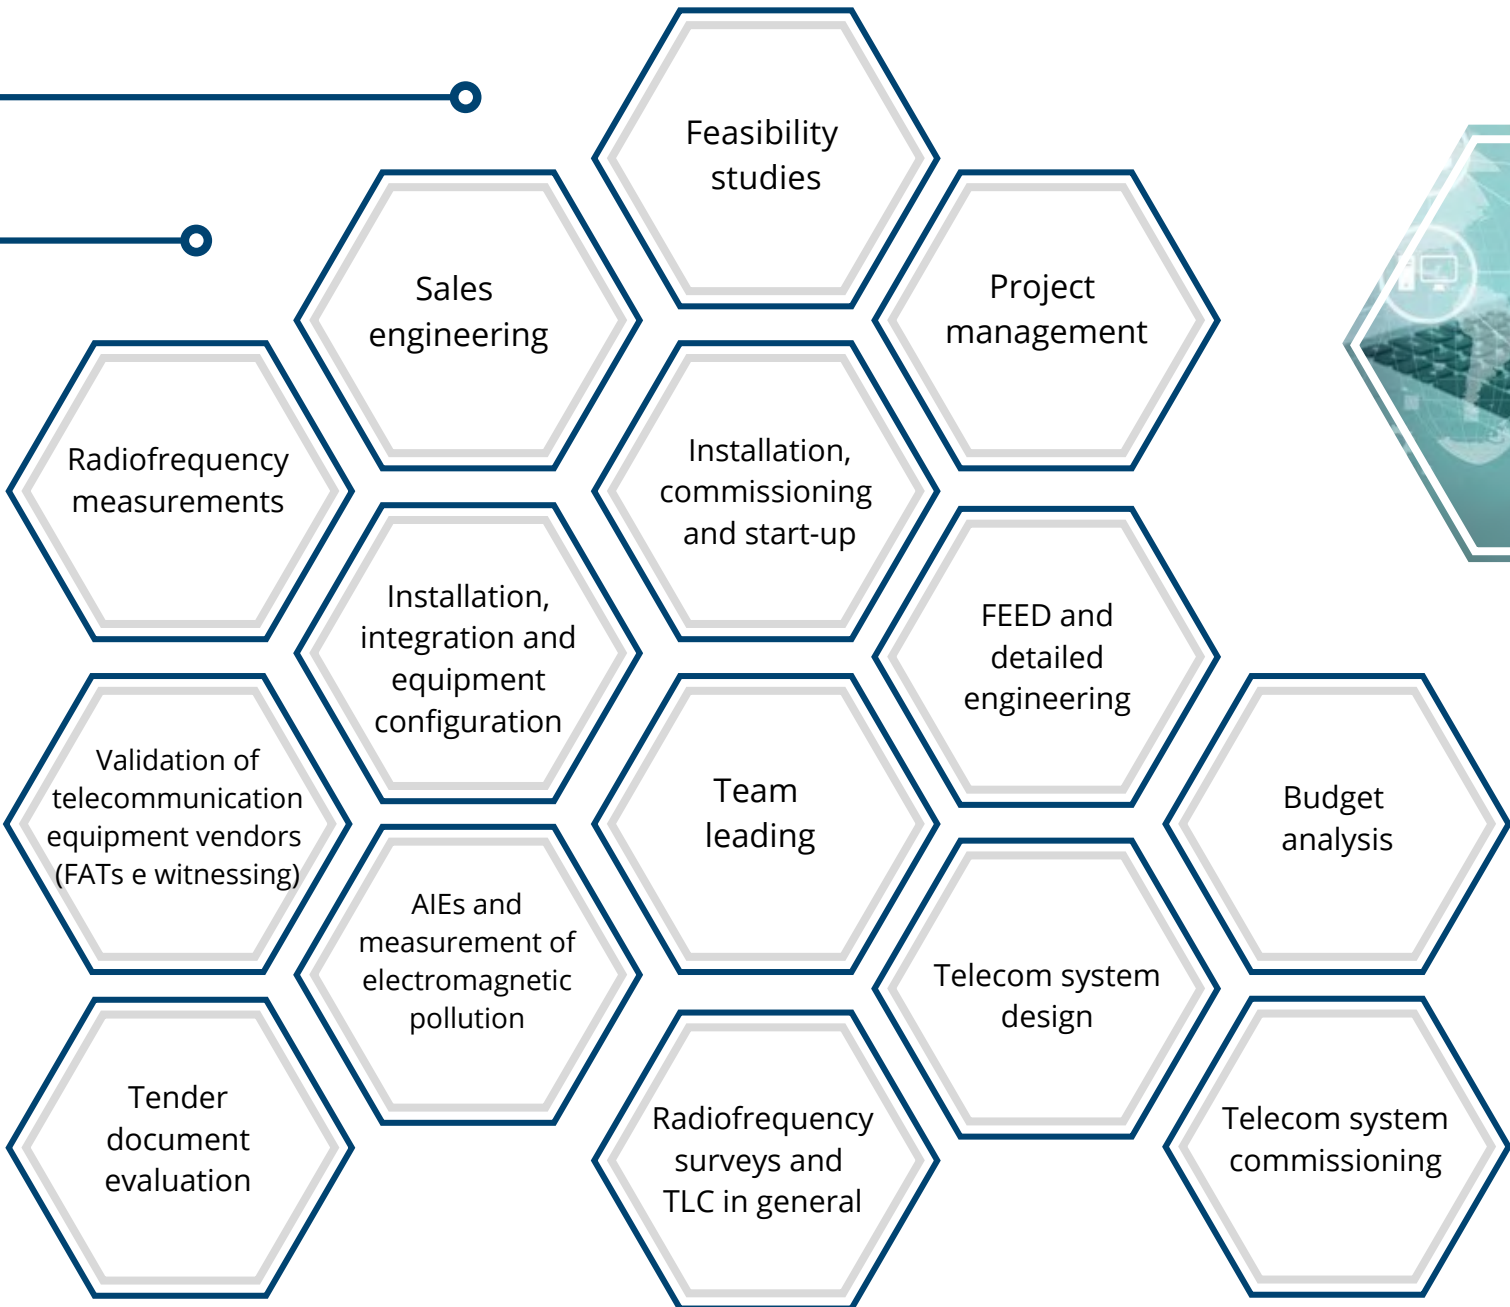 Feasibility
studies
Sales
engineering
Project
management
Radiofrequency
measurements
Installation,
commissioning
and start-up
Installation,
integration and
equipment
configuration
FEED and
detailed
engineering
Validation of
telecommunication
equipment vendors
(FATs e witnessing)
Team
leading
Budget
analysis
AIEs and
measurement of
electromagnetic
pollution
Telecom system
design
Tender
document
evaluation
Radiofrequency
surveys and
TLC in general
Telecom system
commissioning